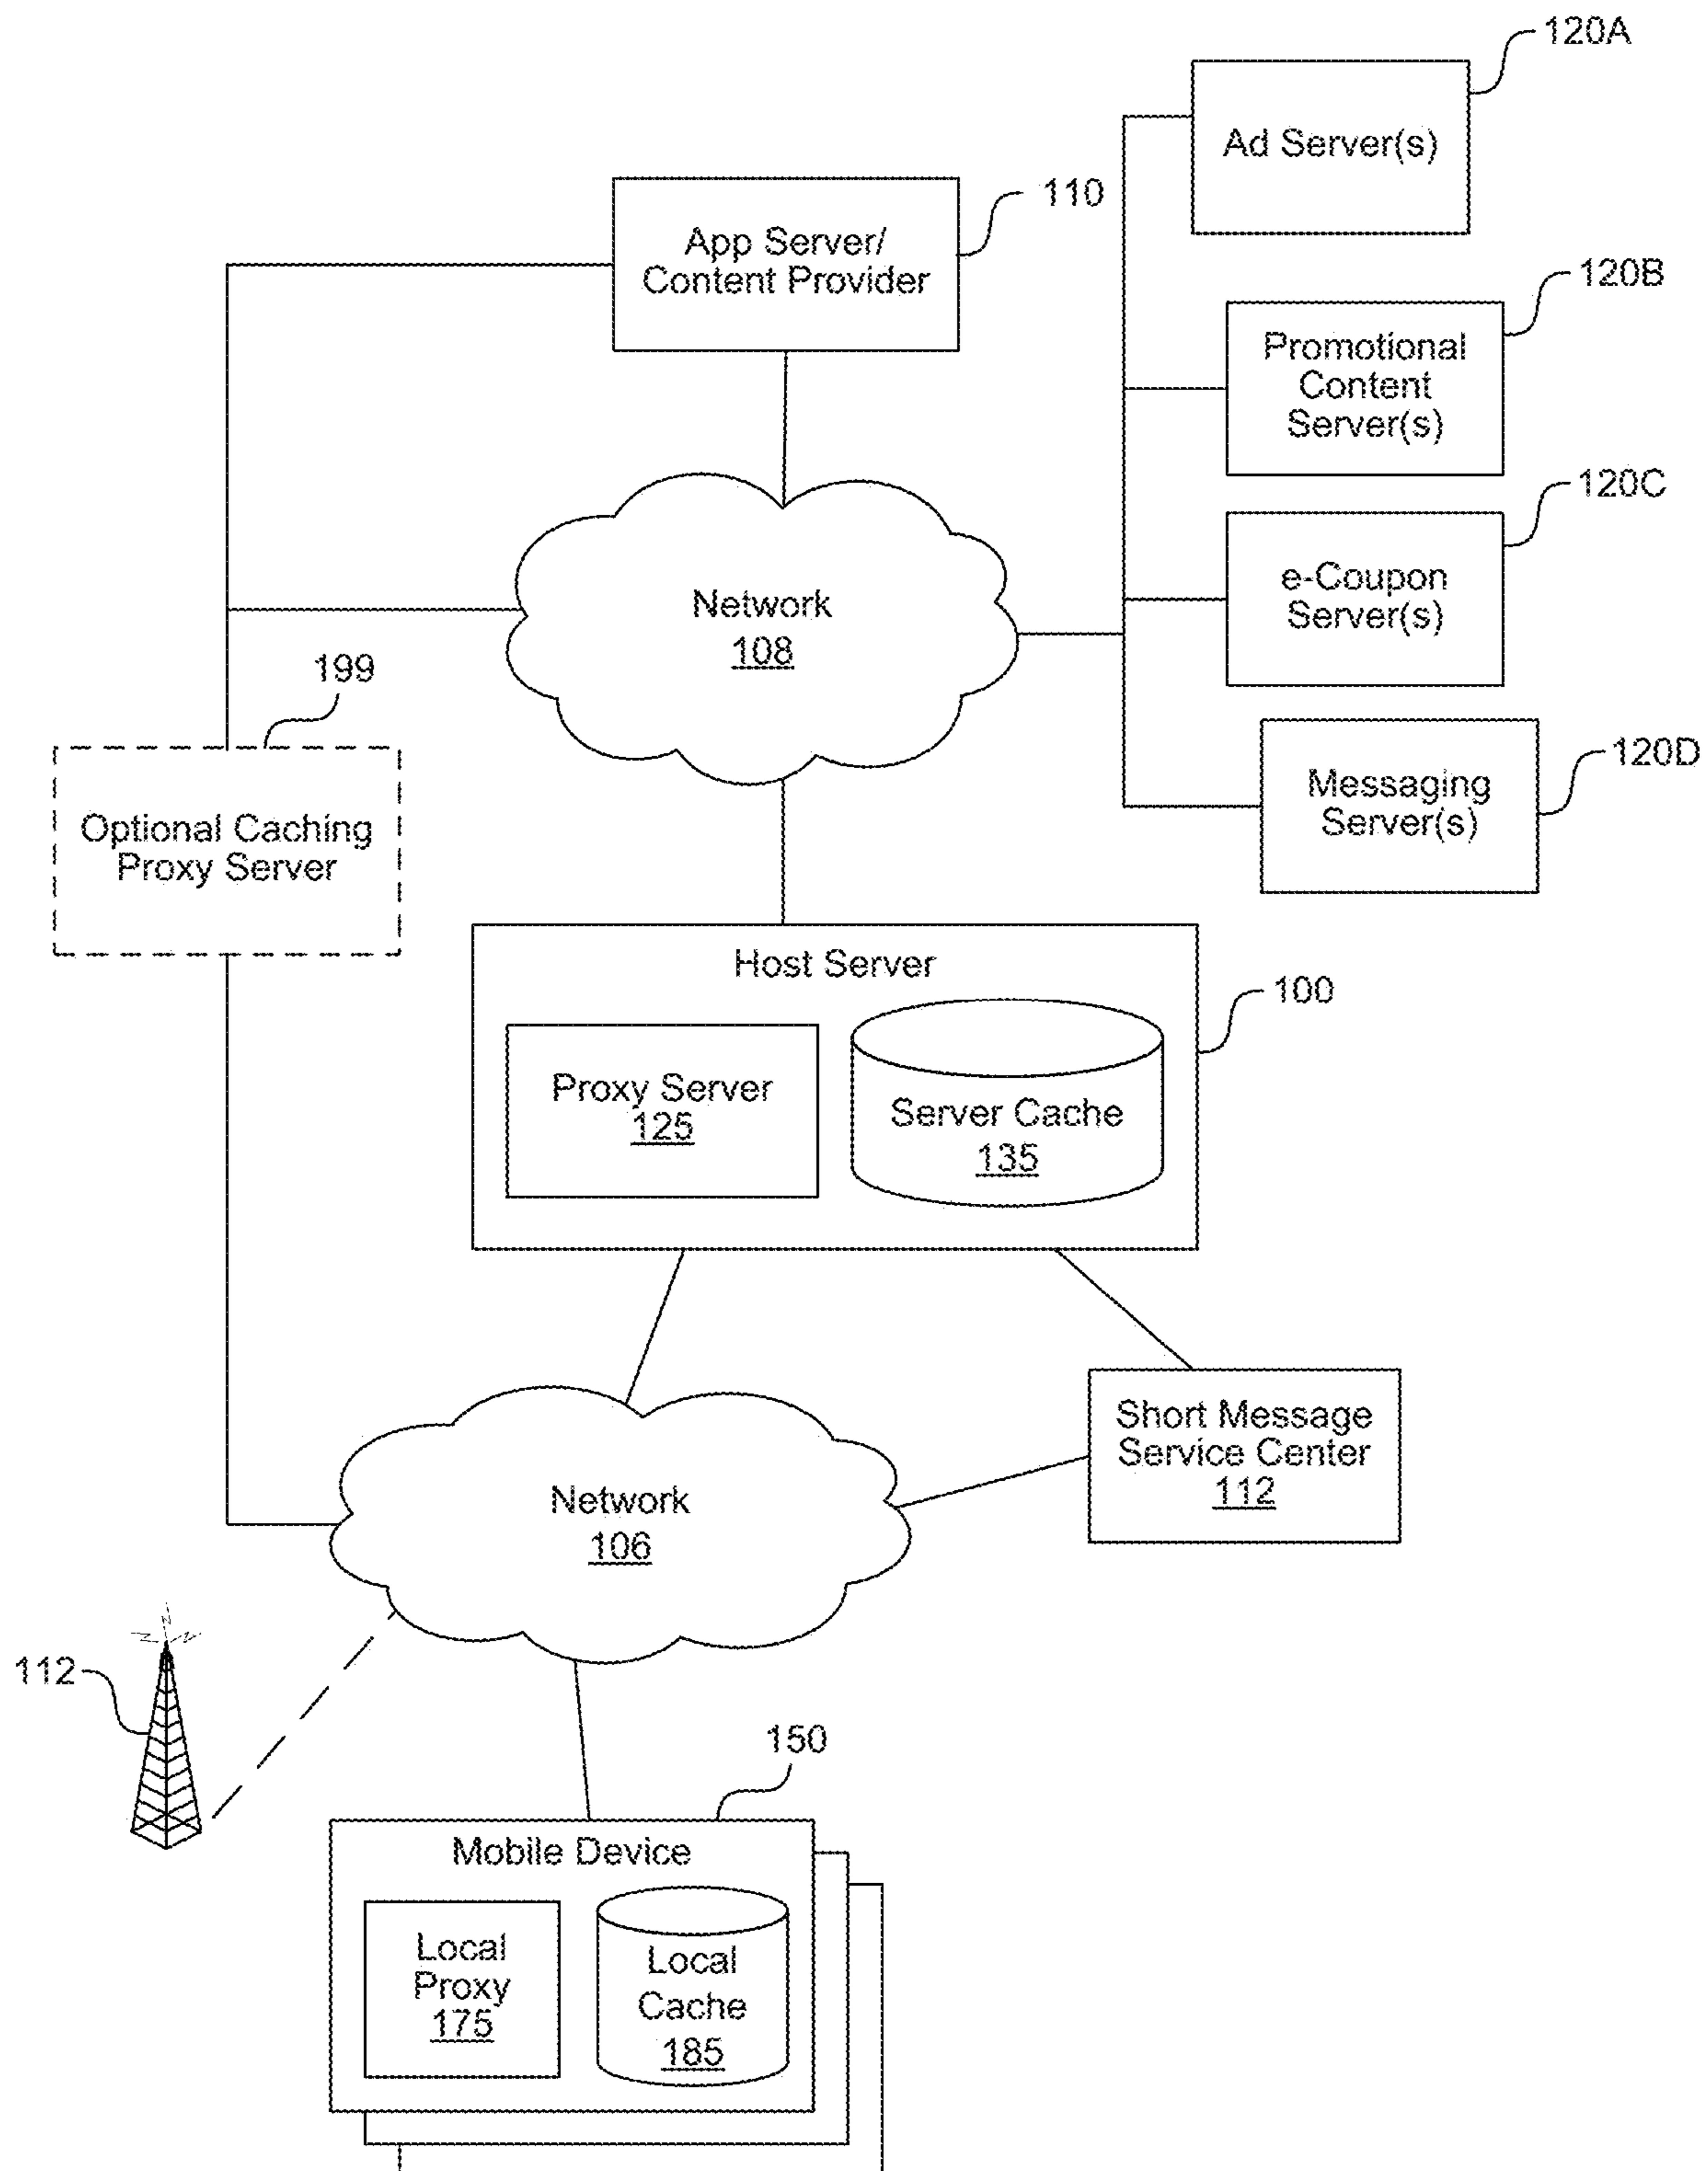 120A
Ad Server(s)
110
App Server/
Content Provider
120B
Promotional
Content
Server(s)
120C
e-Coupon
Server(s)
Network
108
199
120D
Messaging
Server(s)
Optional Caching
Proxy Server
Host Server
100
Proxy Server
125
Server Cache
135
Short Message
Service Center
112
Network
106
112
150
Mobile Device
Local
Proxy
175
Local
Cache
185